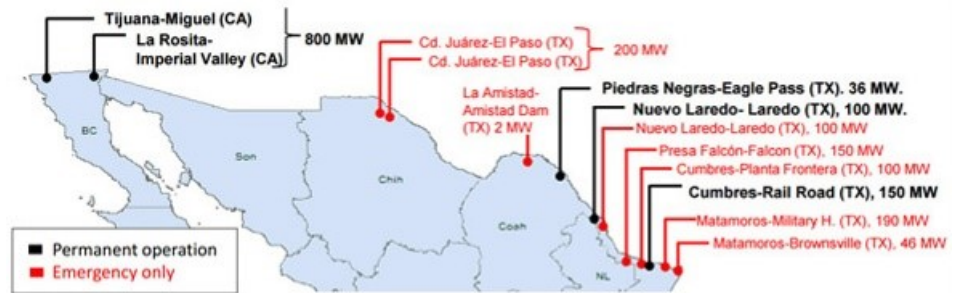 Tijuana-Miguel (CA)
La Rosita-
Imperial Valley (CA)
800 MW
Cd. Juárez-El Paso (TX)
Cd. Juárez-El Paso (TX)
200 MW
La Amistad-
Amistad Dam
(TX) 2 MW
Piedras Negras-Eagle Pass (TX). 36 MW.
Nuevo Laredo- Laredo (TX), 100 MW.
Nuevo Laredo-Laredo (TX), 100 MW
Presa Falcón-Falcon (TX), 150 MW
Cumbres-Planta Frontera (TX), 100 MW
Cumbres-Rail Road (TX), 150 MW
Matamoros-Military H. (TX), 190 MW
Matamoros-Brownsville (TX), 46 MW
BC
Son
Chih
Coah
NL
Permanent operation
Emergency only